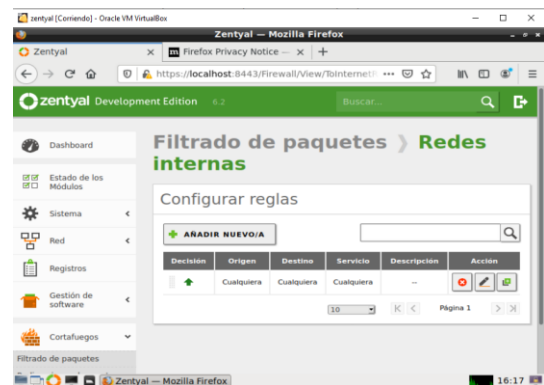 zentyal [Corriendo] - Oracle VM VirtualBox
Zentyal — Mozilla Firefox
Zentyal
Firefox Privacy Notice —
https://localhost:8443/Firewall/View/ToInternetF
zentyal Development Edition 6.2
Buscar...
Dashboard
Estado de los
Módulos
Sistema
Red
Registros
Gestión de
software
Cortafuegos
Filtrado de paquetes
Filtrado de paquetes ❭ Redes
internas
Configurar reglas
AÑADIR NUEVO/A
Decisión Origen Destino Servicio Descripción Acción
Cualquiera Cualquiera Cualquiera --
10 Página 1
Zentyal — Mozilla Firefox
16:17